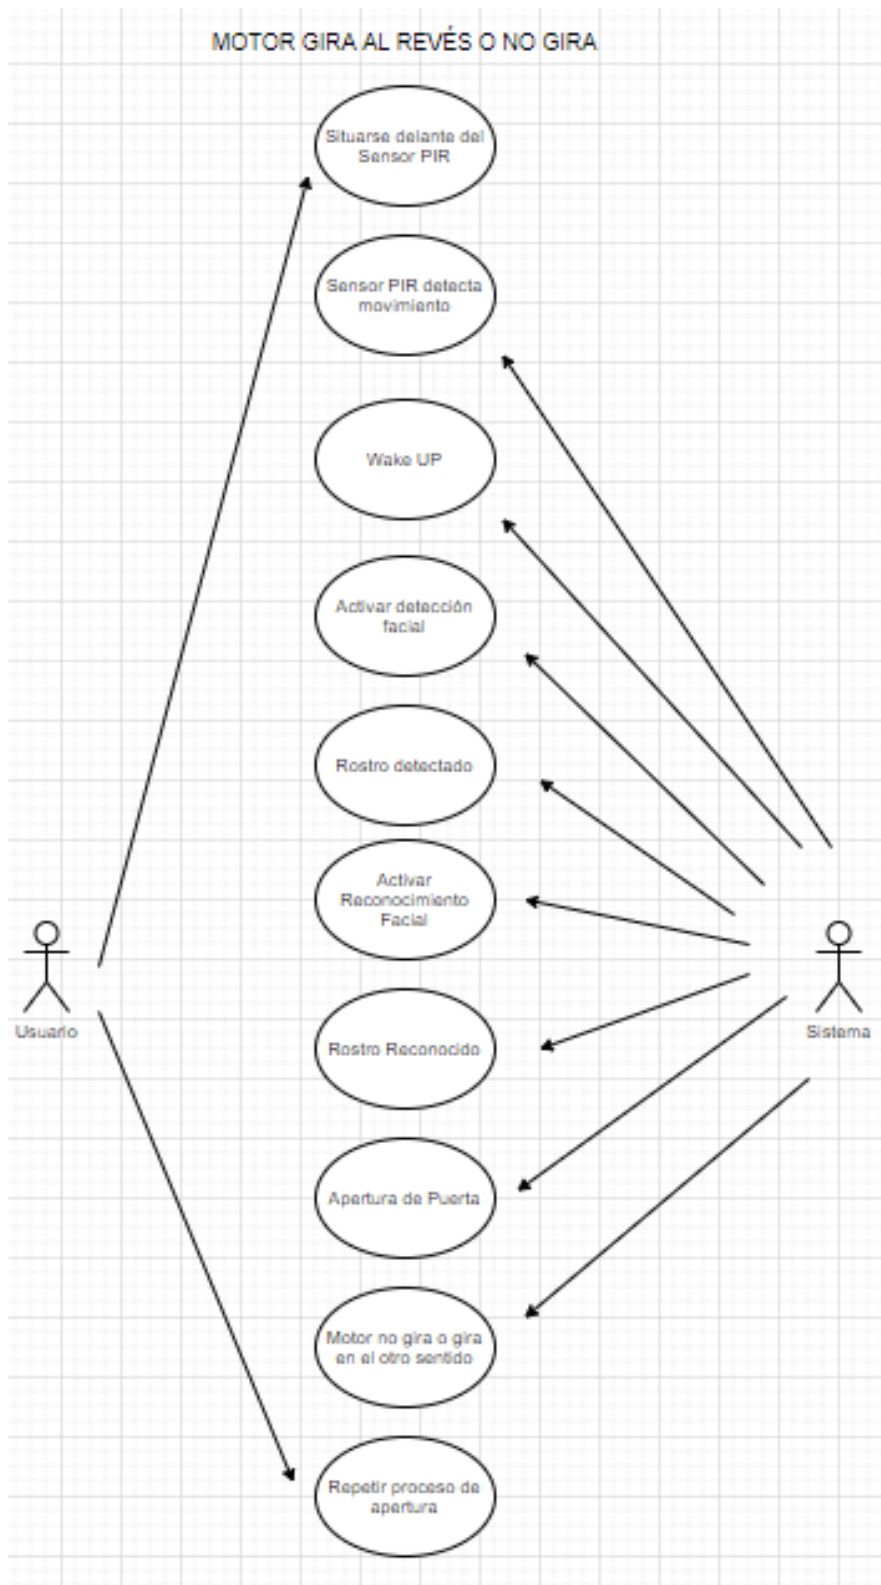 MOTOR GIRA AL REVÉS O NO GIRA
Situarse delante del
Sensor PIR
Sensor PIR detecta
movimiento
Wake UP
Activar detección
facial
Rostro detectado
Activar
Reconocimiento
Facial
Usuario
Sistema
Rostro Reconocido
Apertura de Puerta
Motor no gira o gira
en el otro sentido
Repetir proceso de
apertura